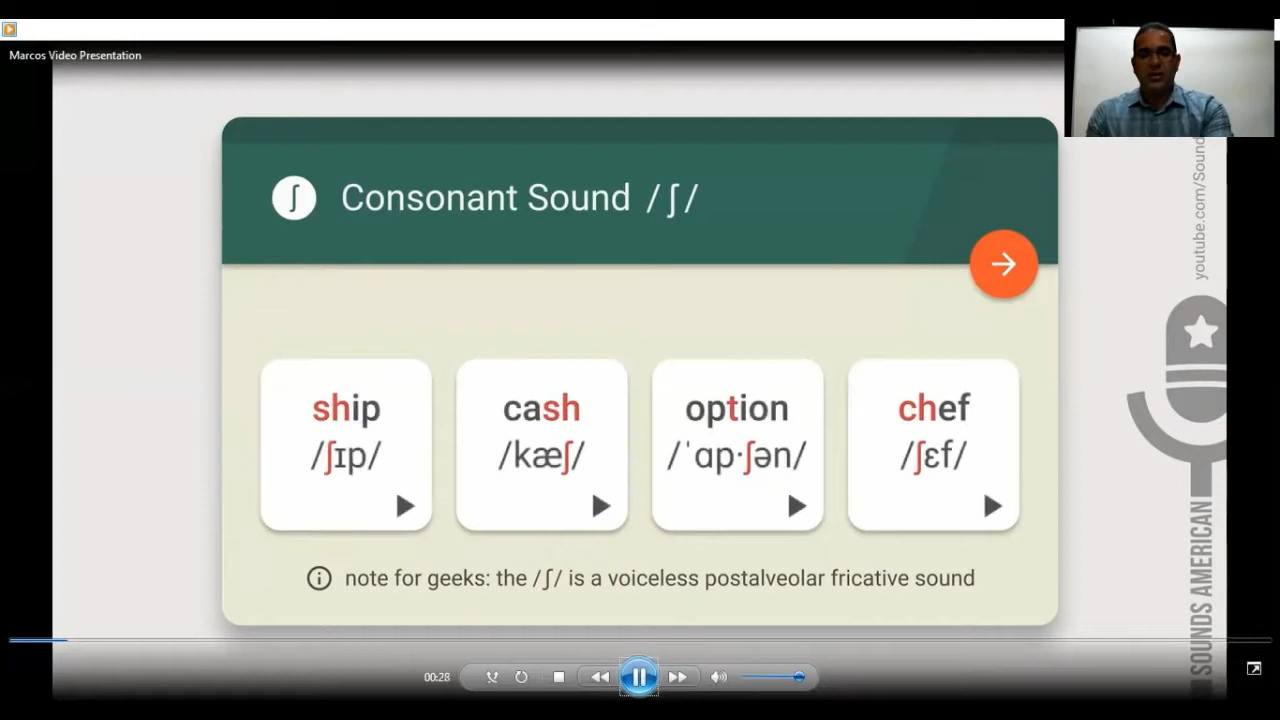 Marcos Video Presentation
ʃ Consonant Sound /ʃ/
ship
/ʃɪp/
cash
/kæʃ/
option
/ˈɑp·ʃən/
chef
/ʃɛf/
note for geeks: the /ʃ/ is a voiceless postalveolar fricative sound
youtube.com/Sound
SOUNDS AMERICAN
00:28